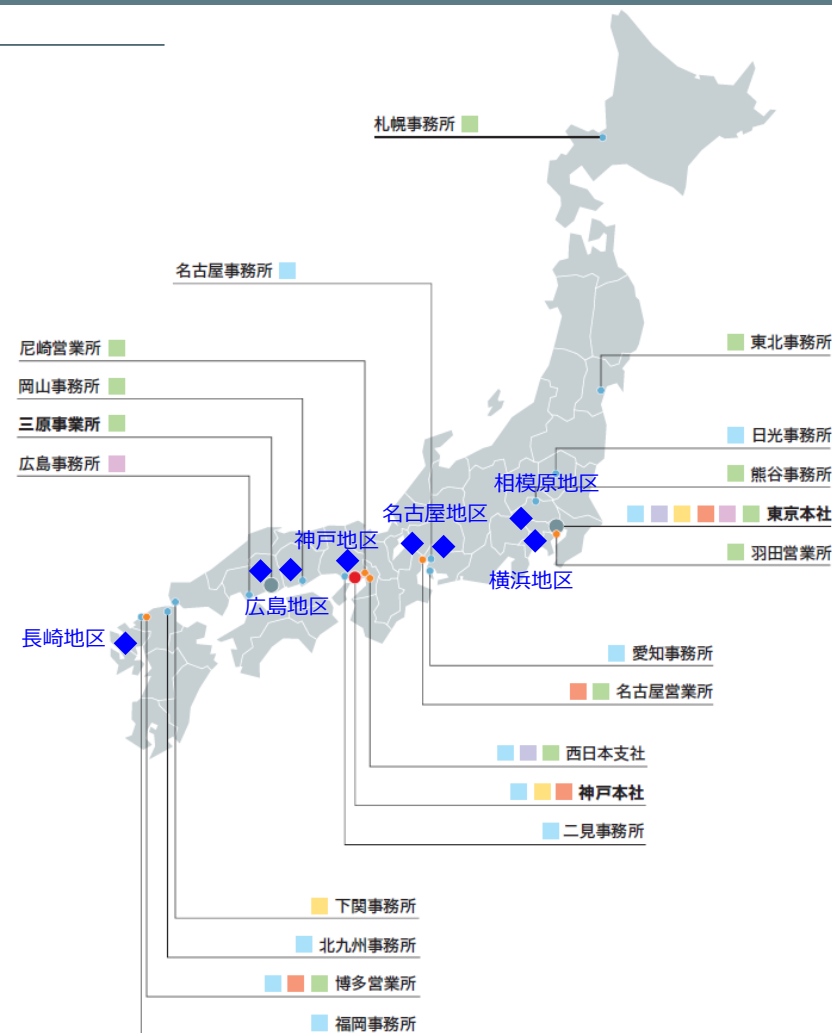 札幌事務所
名古屋事務所
尼崎営業所
岡山事務所
三原事業所
広島事務所
東北事務所
日光事務所
熊谷事務所
東京本社
羽田営業所
相模原地区
名古屋地区
神戸地区
横浜地区
広島地区
長崎地区
愛知事務所
名古屋営業所
西日本支社
神戸本社
二見事務所
下関事務所
北九州事務所
博多営業所
福岡事務所